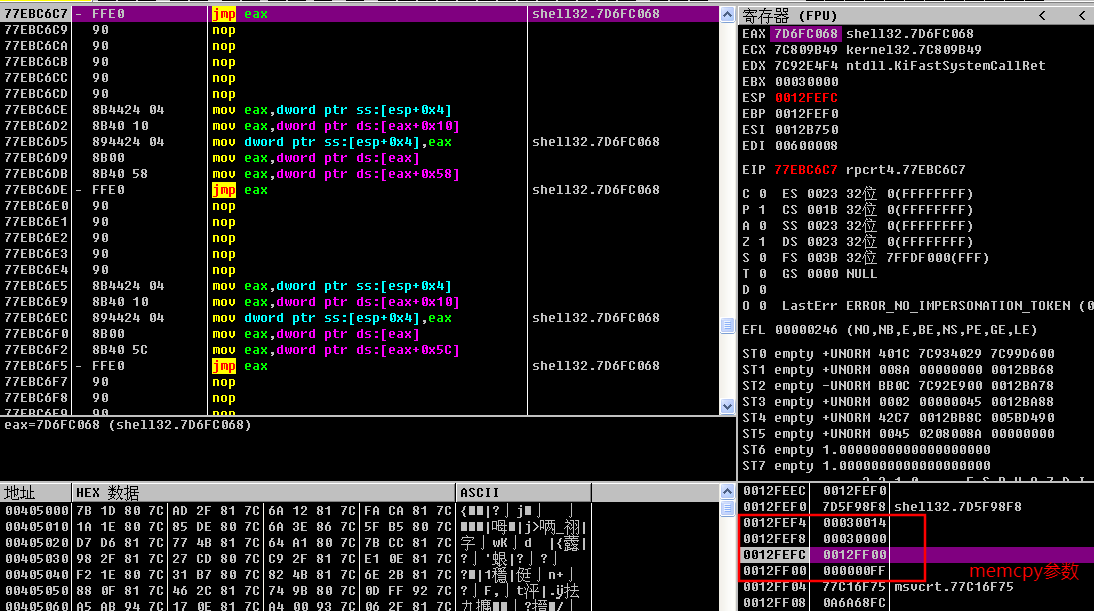 77EBC6C7 - FFE0 jmp eax shell32.7D6FC068
77EBC6C9 90 nop
77EBC6CA 90 nop
77EBC6CB 90 nop
77EBC6CC 90 nop
77EBC6CD 90 nop
77EBC6CE 8B4424 04 mov eax,dword ptr ss:[esp+0x4]
77EBC6D2 8B40 10 mov eax,dword ptr ds:[eax+0x10]
77EBC6D5 894424 04 mov dword ptr ss:[esp+0x4],eax shell32.7D6FC068
77EBC6D9 8B00 mov eax,dword ptr ds:[eax]
77EBC6DB 8B40 58 mov eax,dword ptr ds:[eax+0x58]
77EBC6DE - FFE0 jmp eax shell32.7D6FC068
77EBC6E0 90 nop
77EBC6E1 90 nop
77EBC6E2 90 nop
77EBC6E3 90 nop
77EBC6E4 90 nop
77EBC6E5 8B4424 04 mov eax,dword ptr ss:[esp+0x4]
77EBC6E9 8B40 10 mov eax,dword ptr ds:[eax+0x10]
77EBC6EC 894424 04 mov dword ptr ss:[esp+0x4],eax shell32.7D6FC068
77EBC6F0 8B00 mov eax,dword ptr ds:[eax]
77EBC6F2 8B40 5C mov eax,dword ptr ds:[eax+0x5C]
77EBC6F5 - FFE0 jmp eax shell32.7D6FC068
77EBC6F7 90 nop
77EBC6F8 90 nop
77EBC6F9 90 nop
eax=7D6FC068 (shell32.7D6FC068)
寄存器 (FPU) < <
EAX 7D6FC068 shell32.7D6FC068
ECX 7C809B49 kernel32.7C809B49
EDX 7C92E4F4 ntdll.KiFastSystemCallRet
EBX 00030000
ESP 0012FEFC
EBP 0012FEF0
ESI 0012B750
EDI 00600008
EIP 77EBC6C7 rpcrt4.77EBC6C7
C 0 ES 0023 32位 0(FFFFFFFF)
P 1 CS 001B 32位 0(FFFFFFFF)
A 0 SS 0023 32位 0(FFFFFFFF)
Z 1 DS 0023 32位 0(FFFFFFFF)
S 0 FS 003B 32位 7FFDF000(FFF)
T 0 GS 0000 NULL
D 0
O 0 LastErr ERROR_NO_IMPERSONATION_TOKEN (0
EFL 00000246 (NO,NB,E,BE,NS,PE,GE,LE)
ST0 empty +UNORM 401C 7C934029 7C99D600
ST1 empty +UNORM 008A 00000000 0012BB68
ST2 empty -UNORM BB0C 7C92E900 0012BA78
ST3 empty +UNORM 0002 00000045 0012BA88
ST4 empty +UNORM 42C7 0012BB8C 005BD490
ST5 empty +UNORM 0045 0208008A 00000000
ST6 empty 1.0000000000000000000
ST7 empty 1.0000000000000000000
地址 HEX 数据 ASCII
00405000 7B 1D 80 7C AD 2F 81 7C 6A 12 81 7C FA CA 81 7C
00405010 1A 1E 80 7C 85 DE 80 7C 6A 3E 86 7C 5F B5 80 7C
00405020 D7 D6 81 7C 77 4B 81 7C 64 A1 80 7C 7B CC 81 7C
00405030 98 2F 81 7C 27 CD 80 7C C9 2F 81 7C E1 0E 81 7C
00405040 F2 1E 80 7C 31 B7 80 7C 82 4B 81 7C 6E 2B 81 7C
00405050 88 0F 81 7C 46 2C 81 7C 74 9B 80 7C 0D FF 92 7C
00405060 A5 AB 94 7C 17 0E 81 7C A4 00 93 7C 06 2F 81 7C
0012FEEC 0012FEF0
0012FEF0 7D5F98F8 shell32.7D5F98F8
0012FEF4 00030014
0012FEF8 00030000
0012FEFC 0012FF00
0012FF00 000000FF
memcpy参数
0012FF04 77C16F75 msvcrt.77C16F75
0012FF08 0A6A68FC